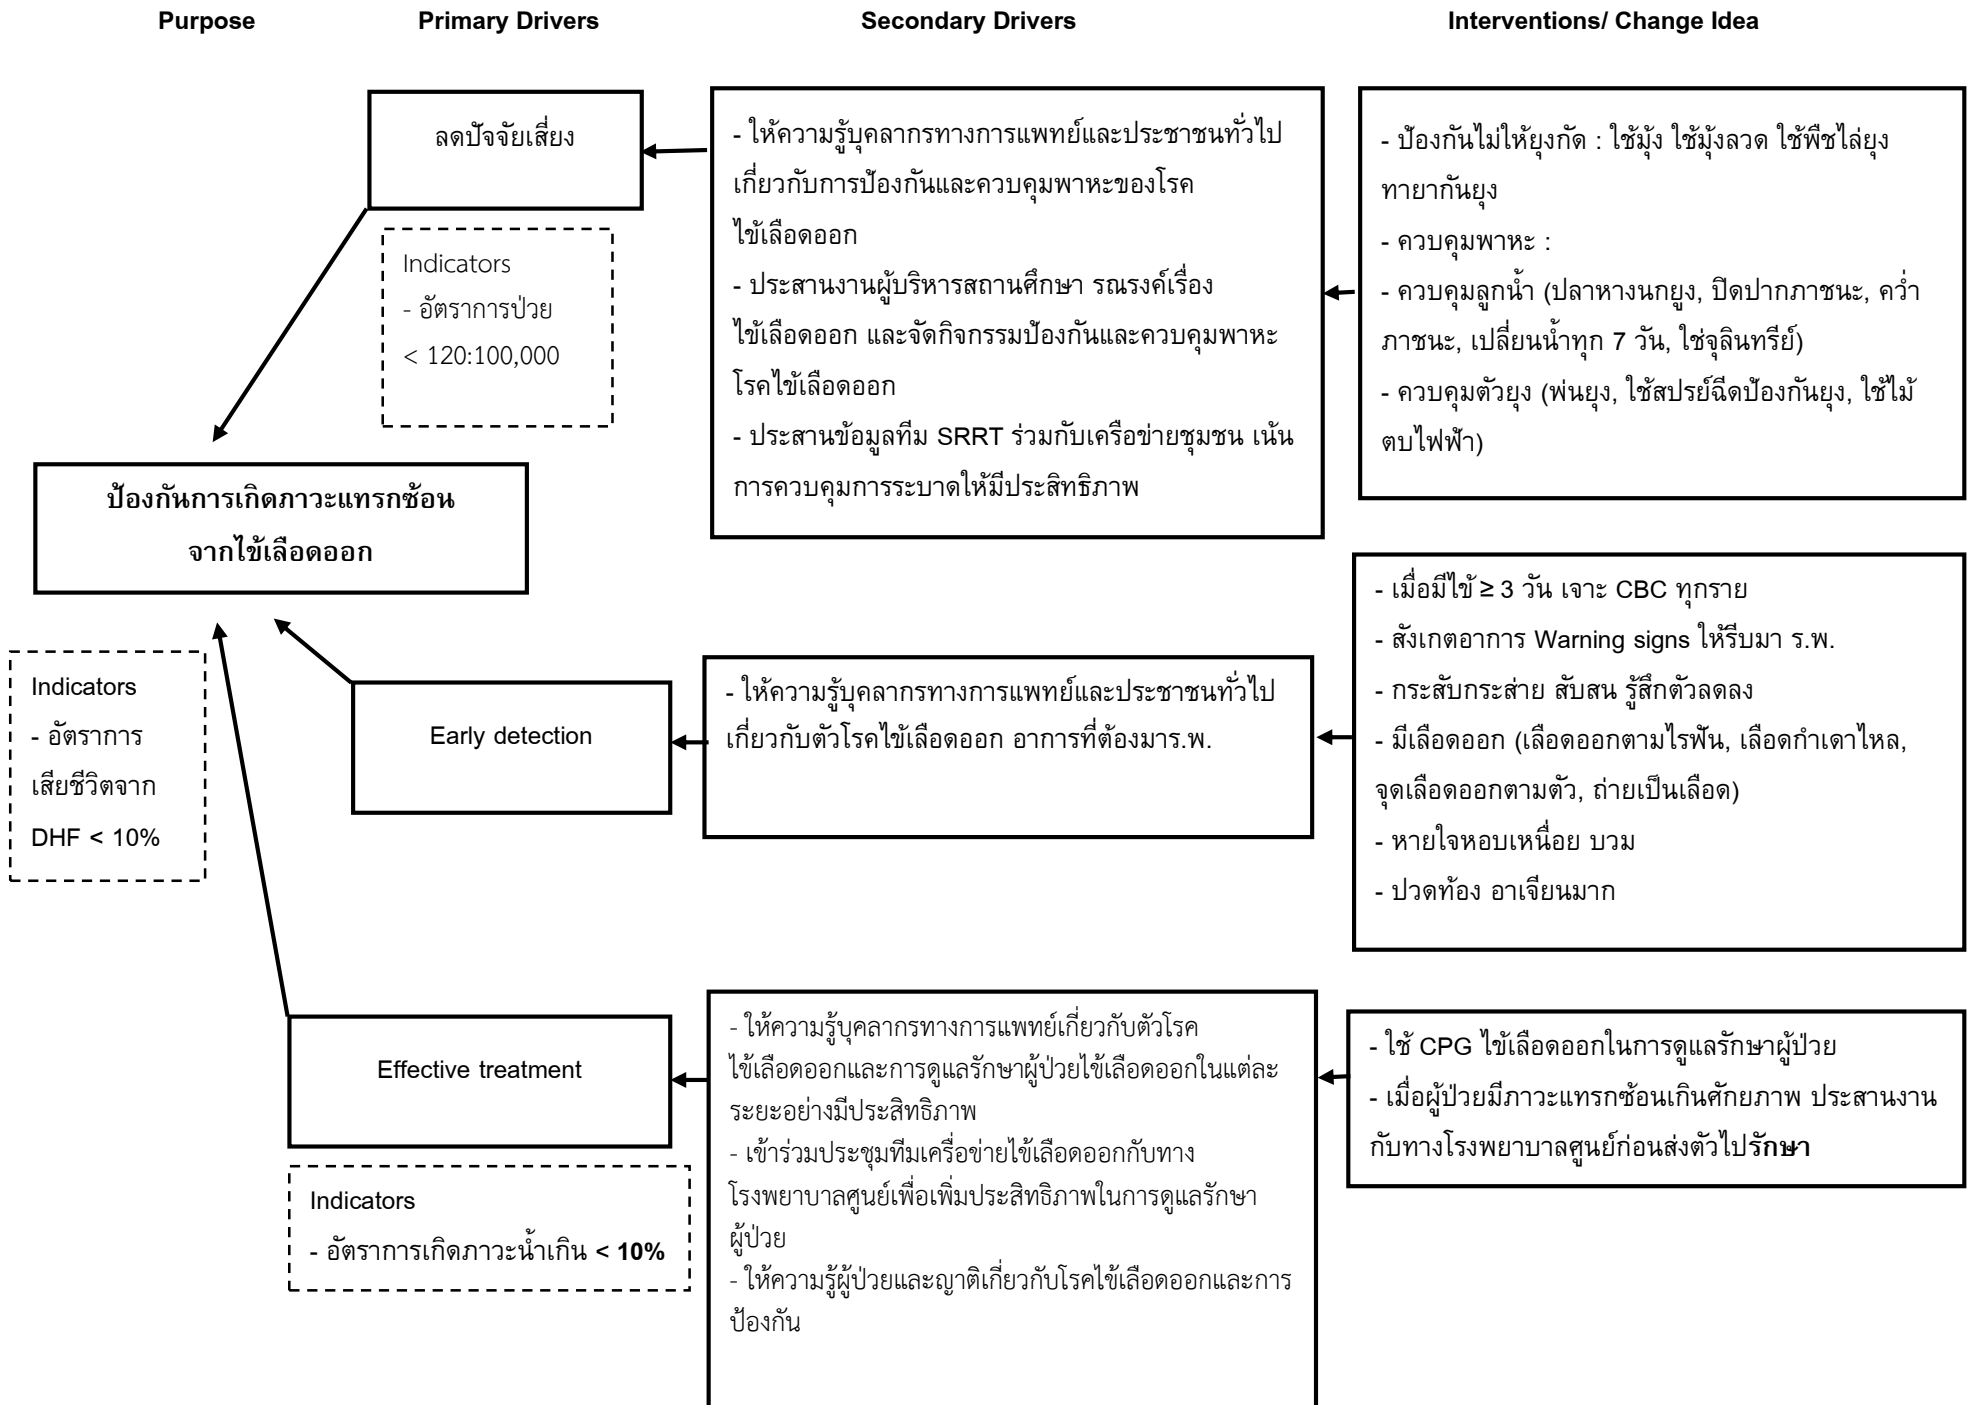 Purpose
Primary Drivers
Secondary Drivers
Interventions/ Change Idea
ลดปัจจัยเสี่ยง
Indicators
- อัตราการป่วย
< 120:100,000
- ให้ความรู้บุคลากรทางการแพทย์และประชาชนทั่วไป
เกี่ยวกับการป้องกันและควบคุมพาหะของโรค
ไข้เลือดออก
- ประสานงานผู้บริหารสถานศึกษา รณรงค์เรื่อง
ไข้เลือดออก และจัดกิจกรรมป้องกันและควบคุมพาหะ
โรคไข้เลือดออก
- ประสานข้อมูลทีม SRRT ร่วมกับเครือข่ายชุมชน เน้น
การควบคุมการระบาดให้มีประสิทธิภาพ
- ป้องกันไม่ให้ยุงกัด : ใช้มุ้ง ใช้มุ้งลวด ใช้พืชไล่ยุง
ทายากันยุง
- ควบคุมพาหะ :
- ควบคุมลูกน้ำ (ปลาหางนกยูง, ปิดปากภาชนะ, คว่ำ
ภาชนะ, เปลี่ยนน้ำทุก 7 วัน, ใช่จุลินทรีย์)
- ควบคุมตัวยุง (พ่นยุง, ใช้สปรย์ฉีดป้องกันยุง, ใช้ไม้
ตบไฟฟ้า)
ป้องกันการเกิดภาวะแทรกซ้อน
จากไข้เลือดออก
Indicators
- อัตราการ
เสียชีวิตจาก
DHF < 10%
Early detection
- ให้ความรู้บุคลากรทางการแพทย์และประชาชนทั่วไป
เกี่ยวกับตัวโรคไข้เลือดออก อาการที่ต้องมาร.พ.
- เมื่อมีไข้ ≥ 3 วัน เจาะ CBC ทุกราย
- สังเกตอาการ Warning signs ให้รีบมา ร.พ.
- กระสับกระส่าย สับสน รู้สึกตัวลดลง
- มีเลือดออก (เลือดออกตามไรฟัน, เลือดกำเดาไหล,
จุดเลือดออกตามตัว, ถ่ายเป็นเลือด)
- หายใจหอบเหนื่อย บวม
- ปวดท้อง อาเจียนมาก
Effective treatment
Indicators
- อัตราการเกิดภาวะน้ำเกิน < 10%
- ให้ความรู้บุคลากรทางการแพทย์เกี่ยวกับตัวโรค
ไข้เลือดออกและการดูแลรักษาผู้ป่วยไข้เลือดออกในแต่ละ
ระยะอย่างมีประสิทธิภาพ
- เข้าร่วมประชุมทีมเครื่อข่ายไข้เลือดออกกับทาง
โรงพยาบาลศูนย์เพื่อเพิ่มประสิทธิภาพในการดูแลรักษา
ผู้ป่วย
- ให้ความรู้ผู้ป่วยและญาติเกี่ยวกับโรคไข้เลือดออกและการ
ป้องกัน
- ใช้ CPG ไข้เลือดออกในการดูแลรักษาผู้ป่วย
- เมื่อผู้ป่วยมีภาวะแทรกซ้อนเกินศักยภาพ ประสานงาน
กับทางโรงพยาบาลศูนย์ก่อนส่งตัวไปรักษา